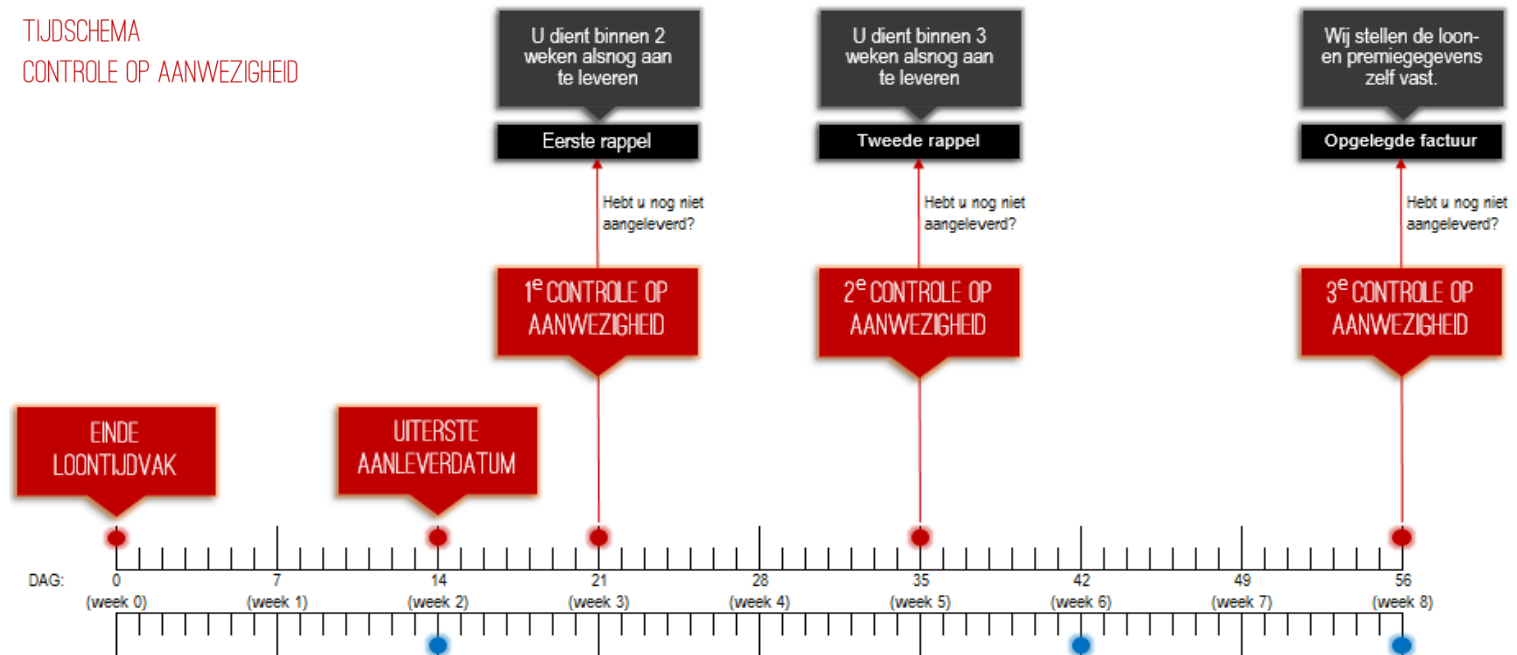 TIJDSCHEMA
CONTROLE OP AANWEZIGHEID
U dient binnen 2
weken alsnog aan
te leveren
U dient binnen 3
weken alsnog aan
te leveren
Wij stellen de loon-
en premiegegevens
zelf vast.
Eerste rappel
Tweede rappel
Opgelegde factuur
Hebt u nog niet
aangeleverd?
Hebt u nog niet
aangeleverd?
Hebt u nog niet
aangeleverd?
1e CONTROLE OP
AANWEZIGHEID
2e CONTROLE OP
AANWEZIGHEID
3e CONTROLE OP
AANWEZIGHEID
EINDE
LOONTIJDVAK
UITERSTE
AANLEVERDATUM
DAG: 0 7 14 21 28 35 42 49 56
(week 0) (week 1) (week 2) (week 3) (week 4) (week 5) (week 6) (week 7) (week 8)